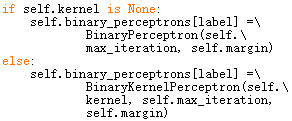 if self.kernel is None:
    self.binary_perceptrons[label] =\
        BinaryPerceptron(self.\
        max_iteration, self.margin)
else:
    self.binary_perceptrons[label] =\
        BinaryKernelPerceptron(self.\
        kernel, self.max_iteration,
        self.margin)